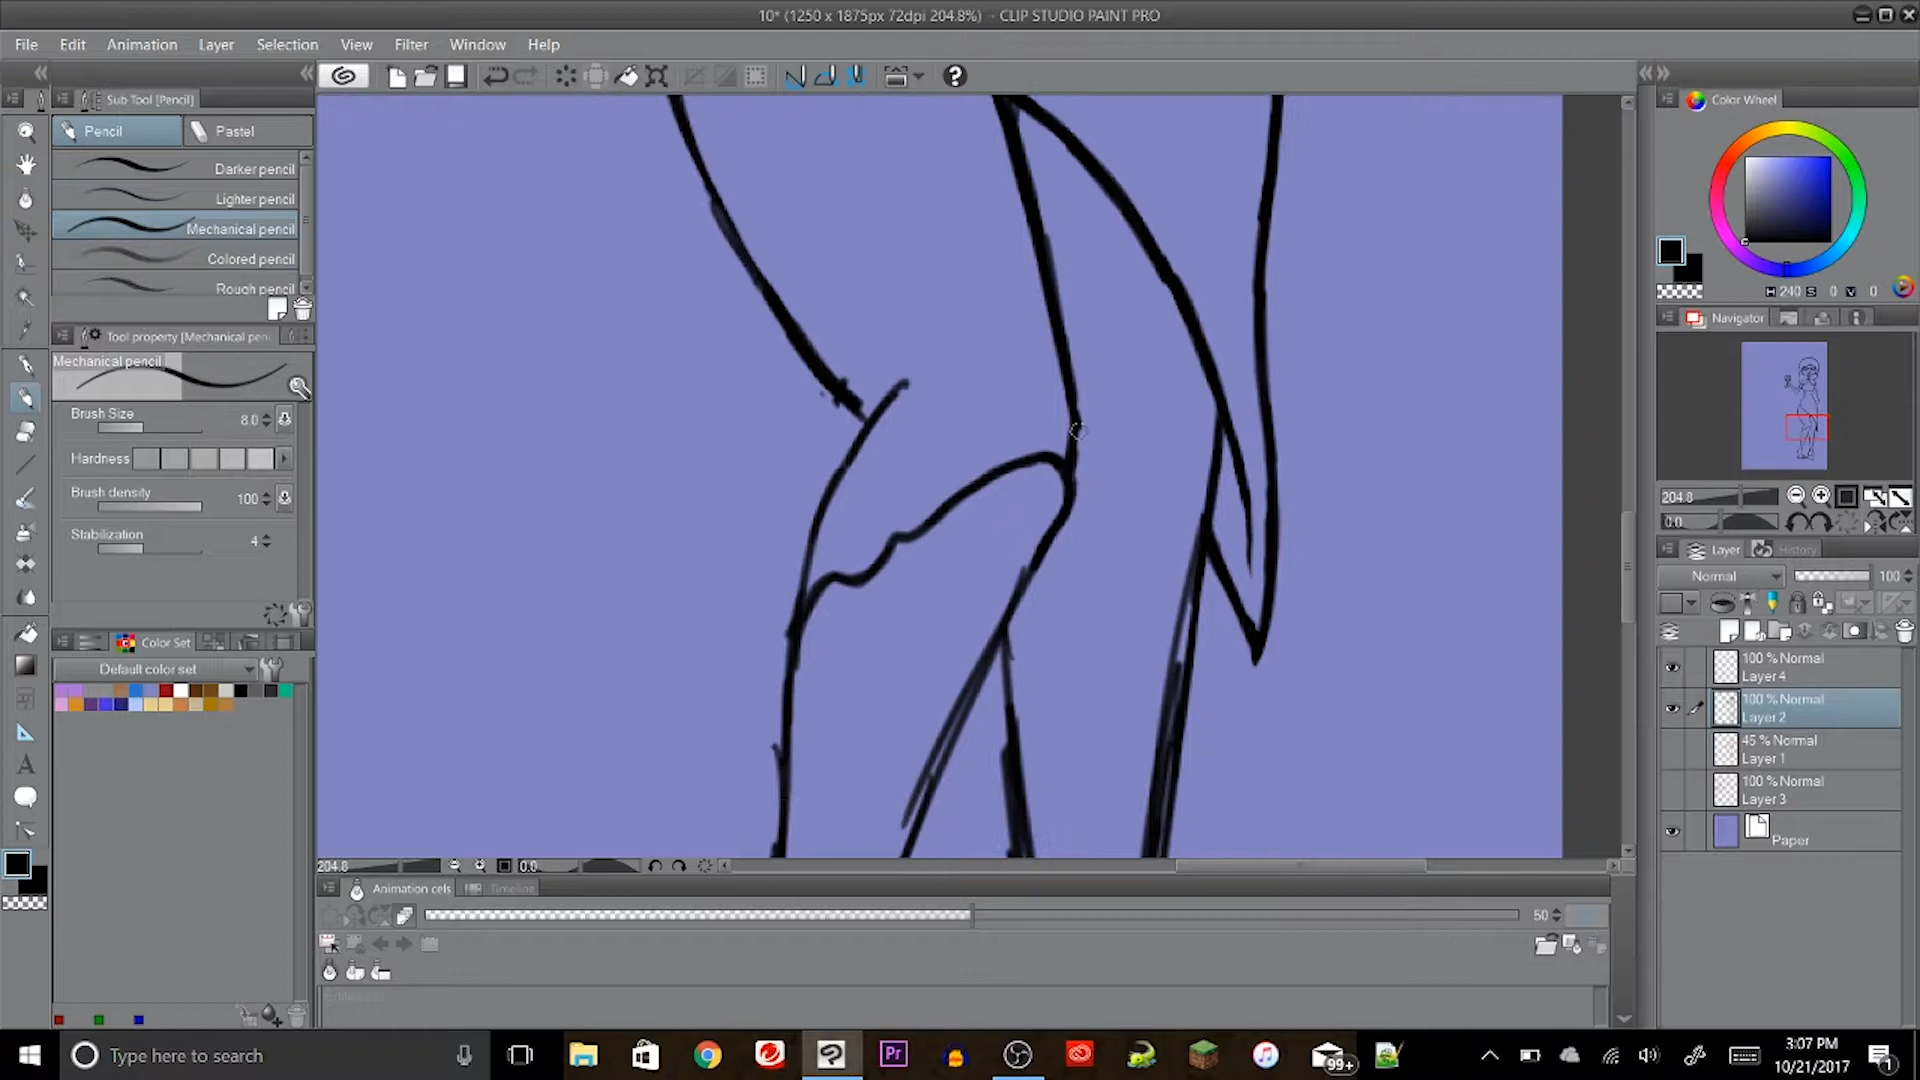 10* (1250 x 1875px 72dpi 204.8%) - CLIP STUDIO PAINT PRO
File Edit Animation Layer Selection View Filter Window Help
Sub Tool [Pencil]
Pencil Pastel
Darker pencil
Lighter pencil
Mechanical pencil
Colored pencil
Rough pencil
Tool property [Mechanical pen
Mechanical pencil
Brush Size 8.0
Hardness
Brush density 100
Stabilization 4
Color Set
Default color set
204.8 0.0
Animation cels Timeline
50
Color Wheel
H 240 S 0 V 0
Navigator
204.8
0.0
Layer History
Normal 100
100 % Normal
Layer 4
100 % Normal
Layer 2
45 % Normal
Layer 1
100 % Normal
Layer 3
Paper
Type here to search
Pr
99+
3:07 PM
10/21/2017
1